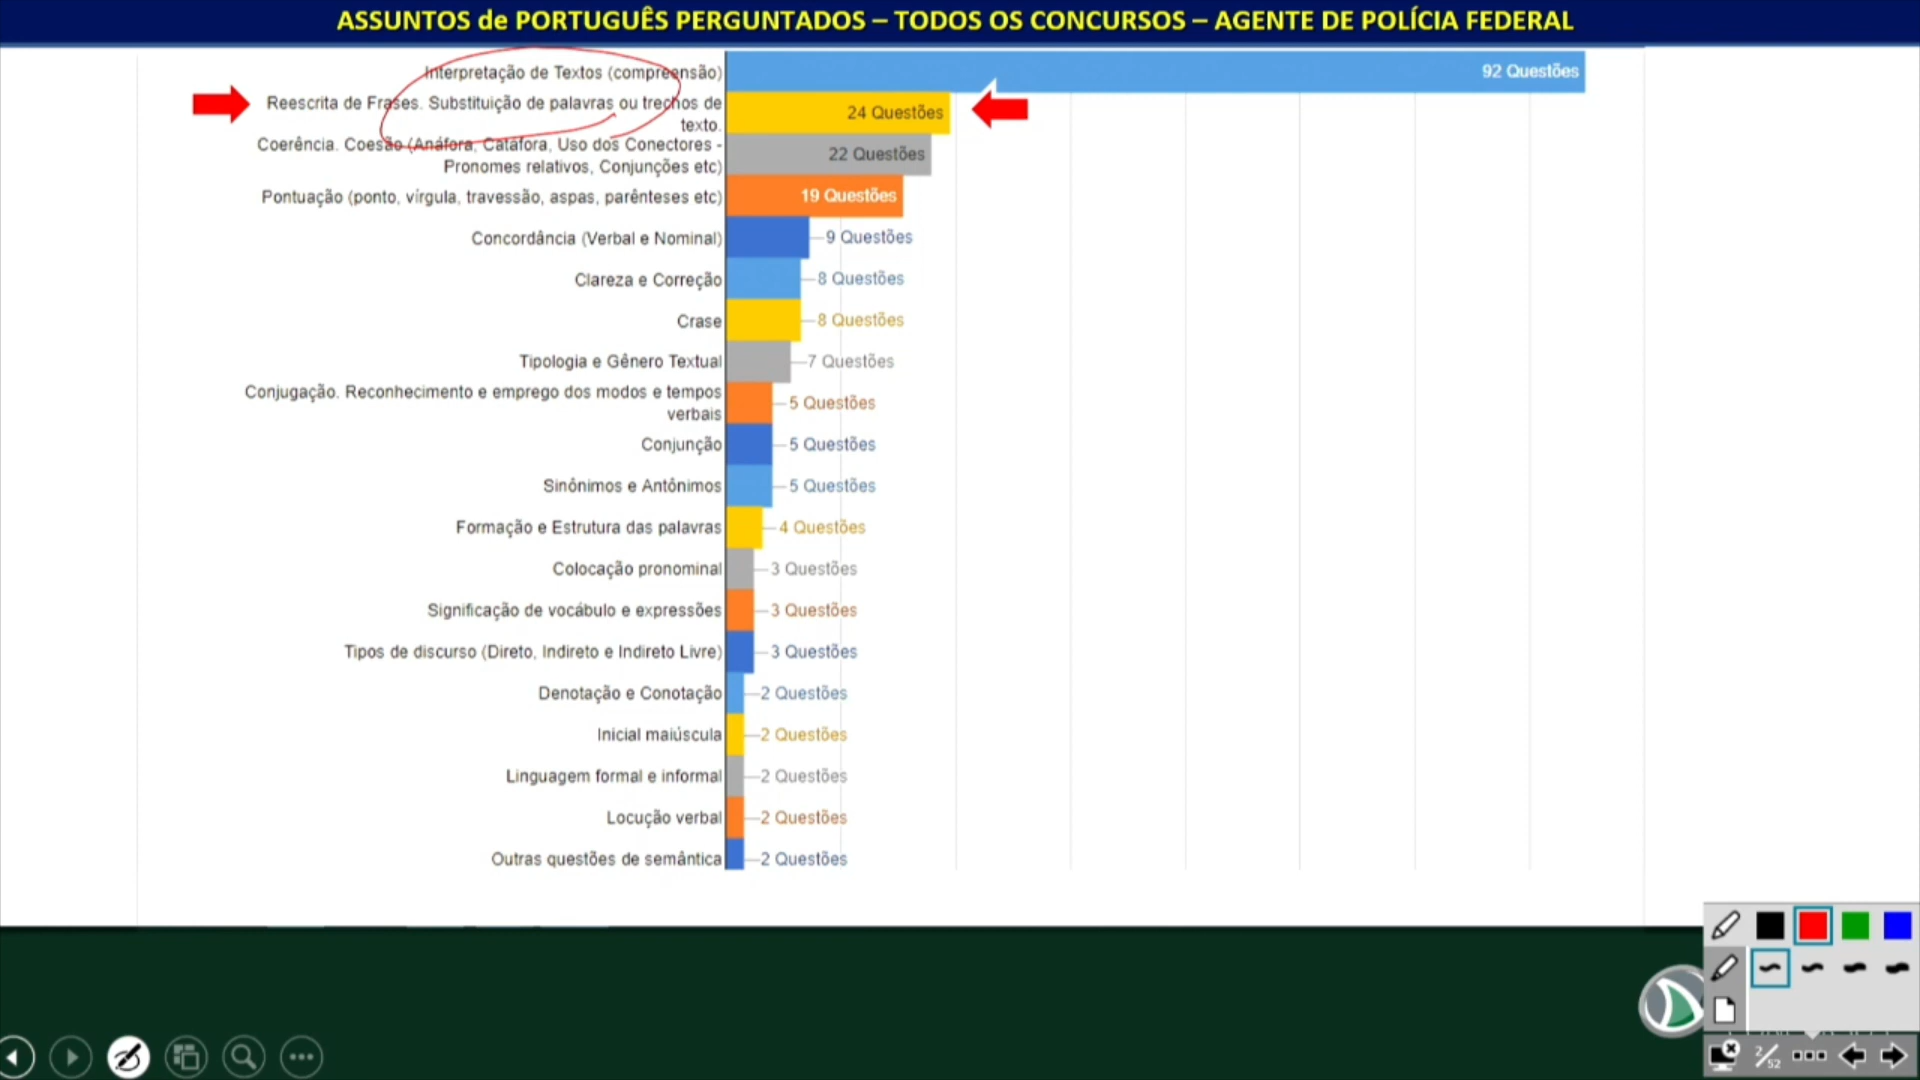 ASSUNTOS de PORTUGUÊS PERGUNTADOS – TODOS OS CONCURSOS – AGENTE DE POLÍCIA FEDERAL
Interpretação de Textos (compreensão)
92 Questões
Reescrita de Frases. Substituição de palavras ou trechos de
texto.
24 Questões
Coerência. Coesão (Anáfora, Catáfora, Uso dos Conectores -
Pronomes relativos, Conjunções etc)
22 Questões
Pontuação (ponto, vírgula, travessão, aspas, parênteses etc)
19 Questões
Concordância (Verbal e Nominal)
9 Questões
Clareza e Correção
8 Questões
Crase
8 Questões
Tipologia e Gênero Textual
7 Questões
Conjugação. Reconhecimento e emprego dos modos e tempos
verbais
5 Questões
Conjunção
5 Questões
Sinônimos e Antônimos
5 Questões
Formação e Estrutura das palavras
4 Questões
Colocação pronominal
3 Questões
Significação de vocábulo e expressões
3 Questões
Tipos de discurso (Direto, Indireto e Indireto Livre)
3 Questões
Denotação e Conotação
2 Questões
Inicial maiúscula
2 Questões
Linguagem formal e informal
2 Questões
Locução verbal
2 Questões
Outras questões de semântica
2 Questões
2/52